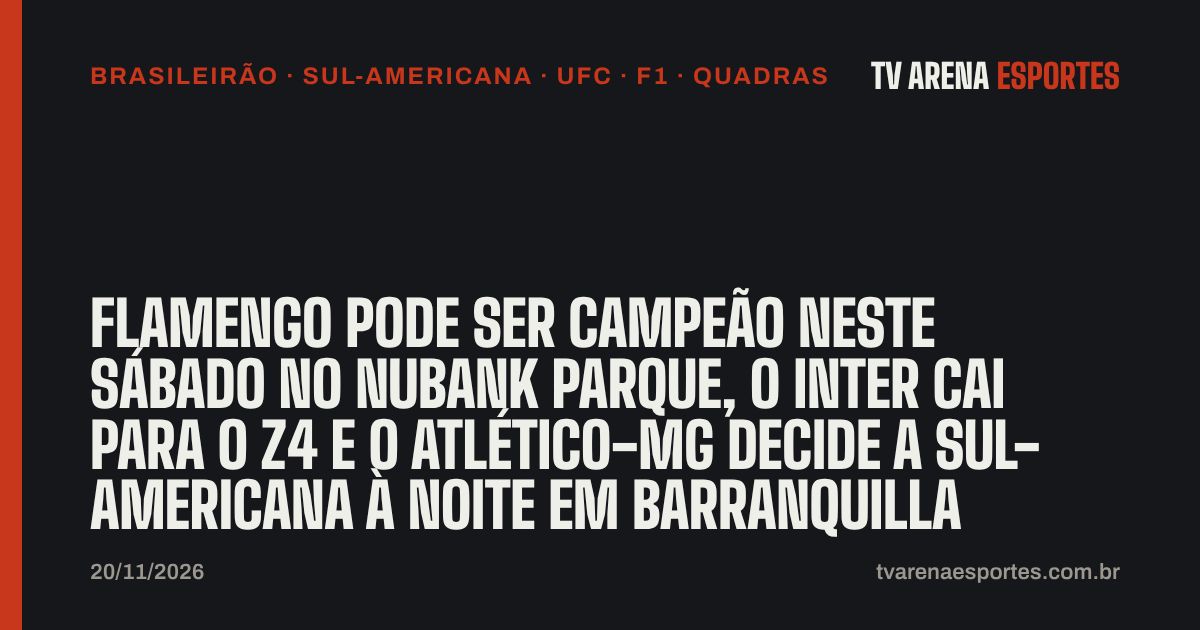 BRASILEIRÃO · SUL-AMERICANA · UFC · F1 · QUADRAS
TV ARENA ESPORTES
FLAMENGO PODE SER CAMPEÃO NESTE
SÁBADO NO NUBANK PARQUE, O INTER CAI
PARA O Z4 E O ATLÉTICO-MG DECIDE A SUL-
AMERICANA À NOITE EM BARRANQUILLA
20/11/2026
tvarenaesportes.com.br